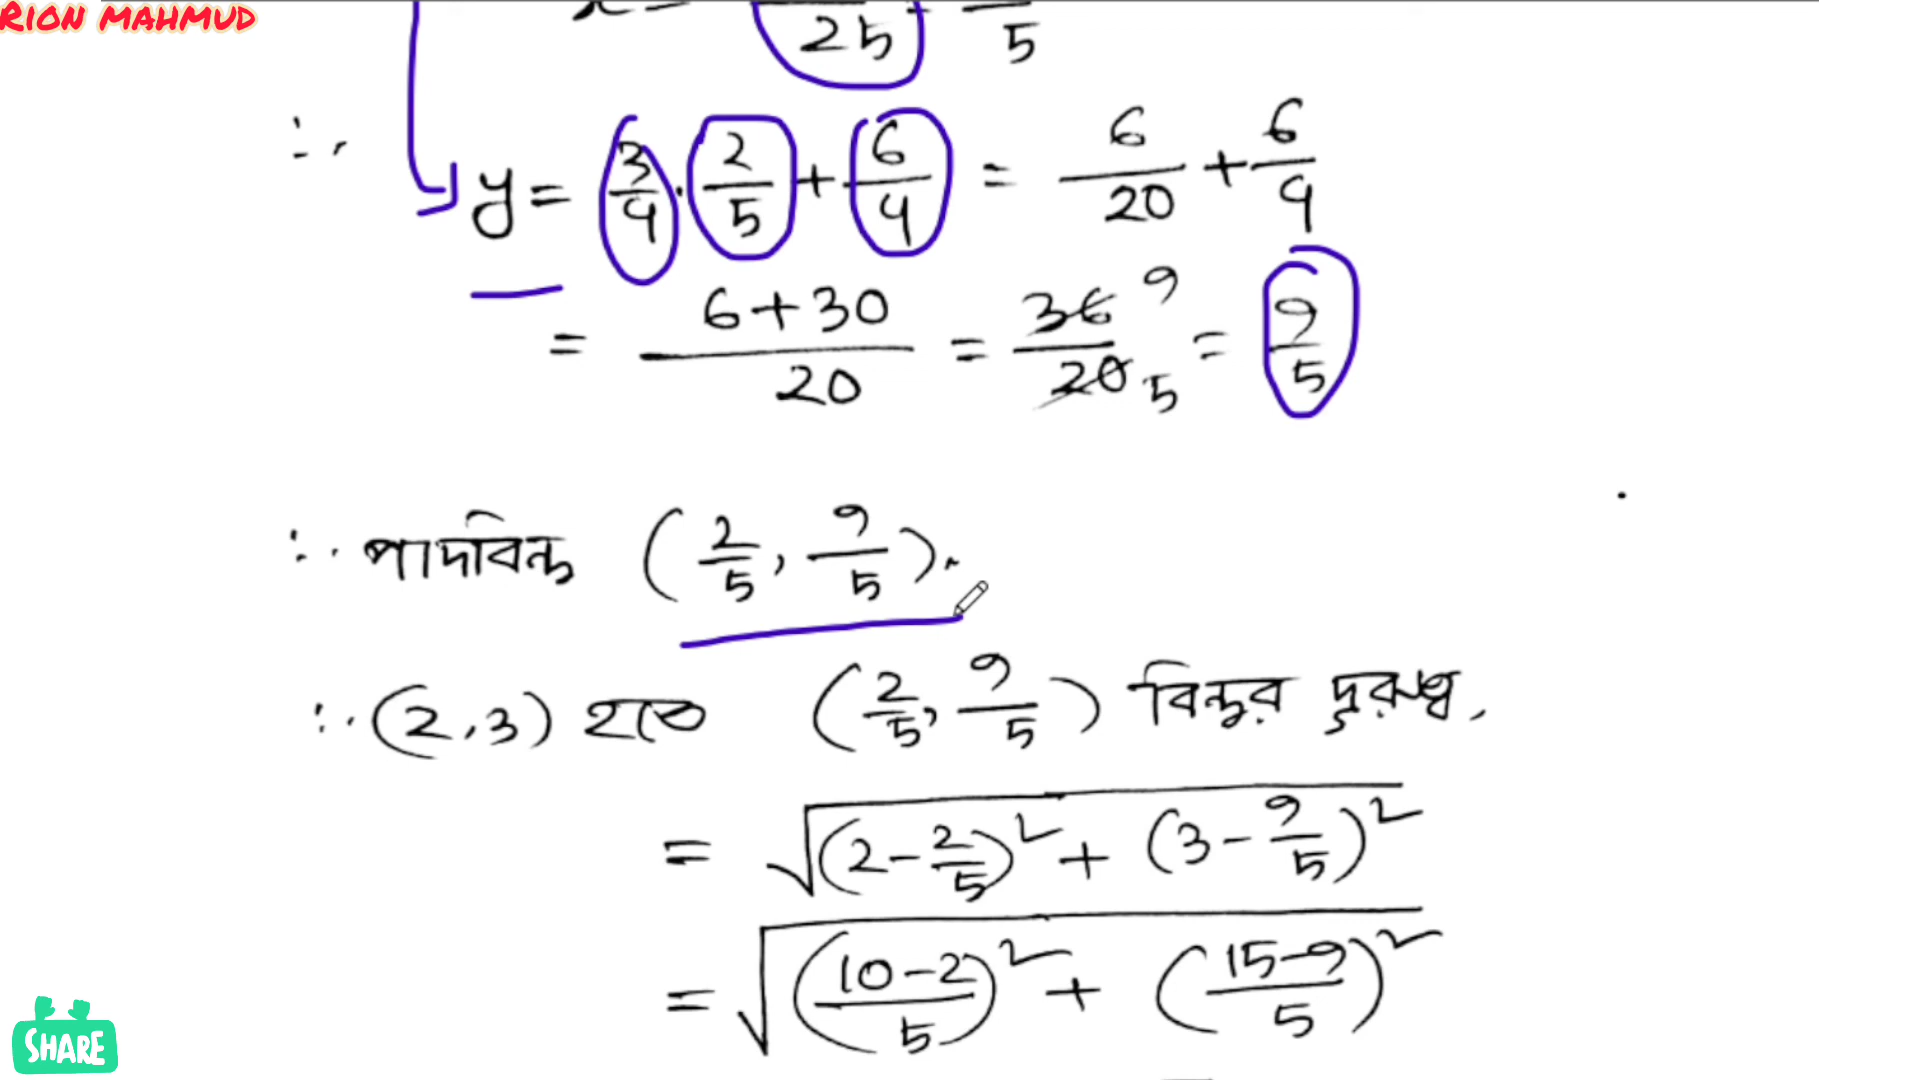 RION MAHMUD
x = /25 = /5
∴ y = 3/4 · 2/5 + 6/4 = 6/20 + 6/4
= 6+30/20 = 36/20 9/5 = 9/5
∴ পাদবিন্দু (2/5, 9/5).
∴ (2,3) হতে (2/5, 9/5) বিন্দুর দূরত্ব,
= √(2-2/5)² + (3-9/5)²
= √(10-2/5)² + (15-9/5)²
SHARE